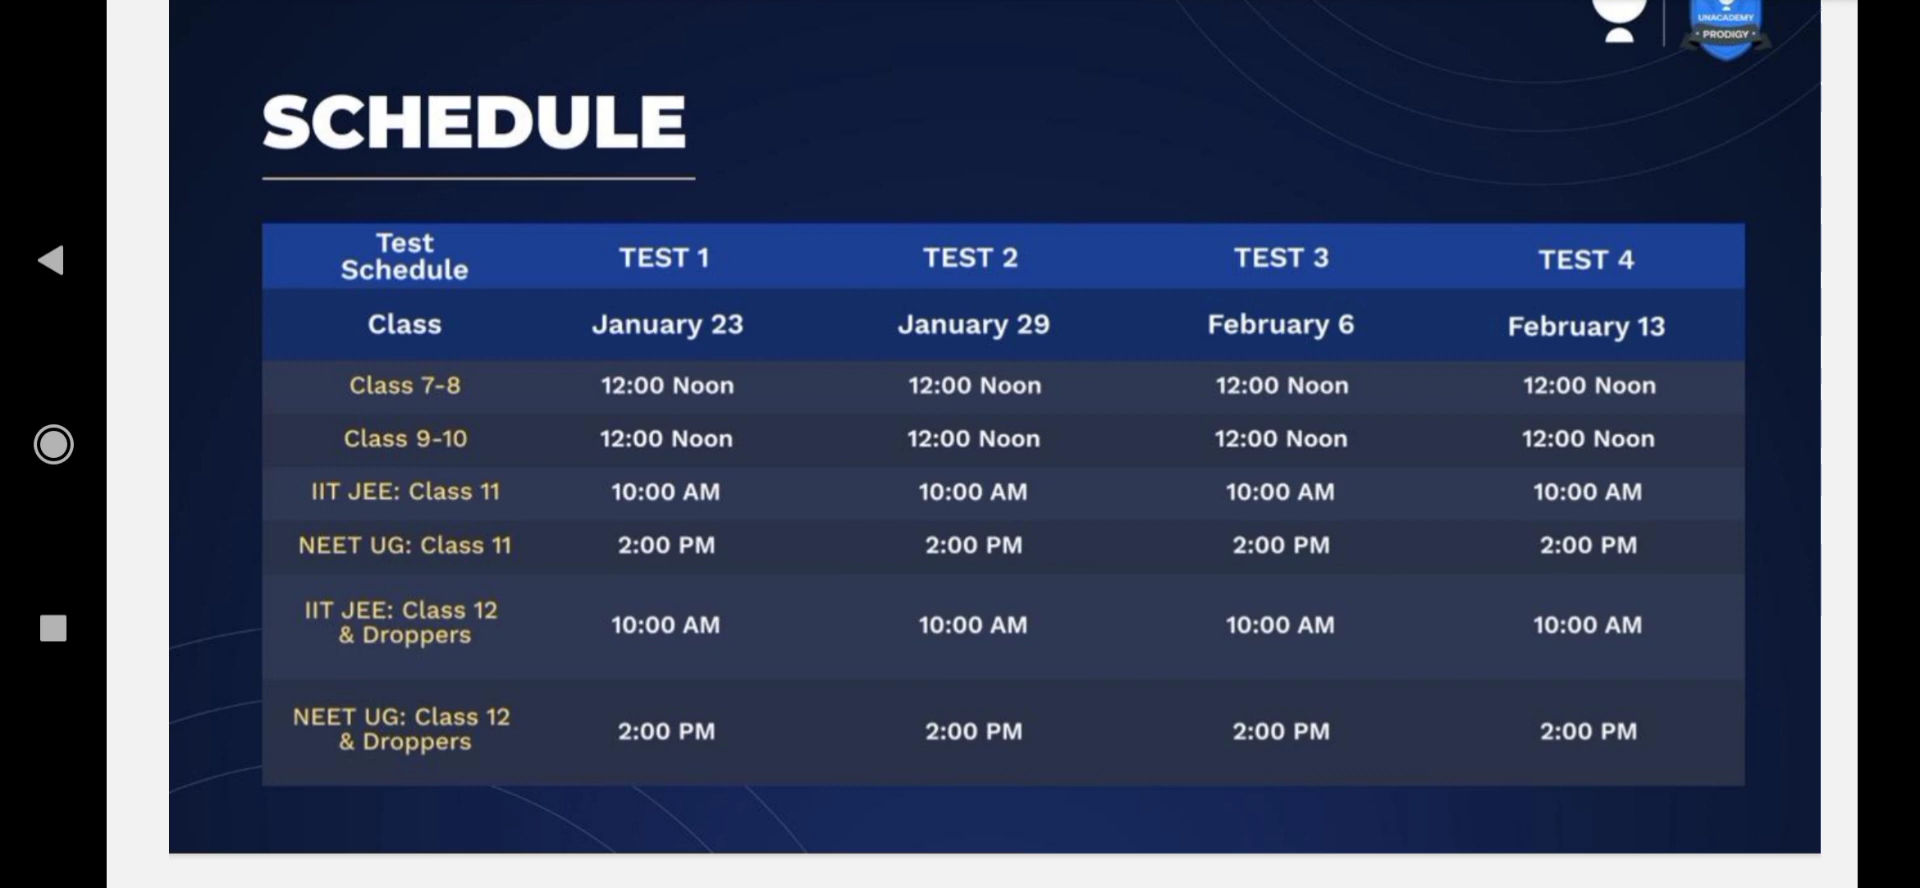 UNACADEMY
• PRODIGY •
SCHEDULE
Test Schedule TEST 1 TEST 2 TEST 3 TEST 4
Class January 23 January 29 February 6 February 13
Class 7-8 12:00 Noon 12:00 Noon 12:00 Noon 12:00 Noon
Class 9-10 12:00 Noon 12:00 Noon 12:00 Noon 12:00 Noon
IIT JEE: Class 11 10:00 AM 10:00 AM 10:00 AM 10:00 AM
NEET UG: Class 11 2:00 PM 2:00 PM 2:00 PM 2:00 PM
IIT JEE: Class 12 & Droppers 10:00 AM 10:00 AM 10:00 AM 10:00 AM
NEET UG: Class 12 & Droppers 2:00 PM 2:00 PM 2:00 PM 2:00 PM